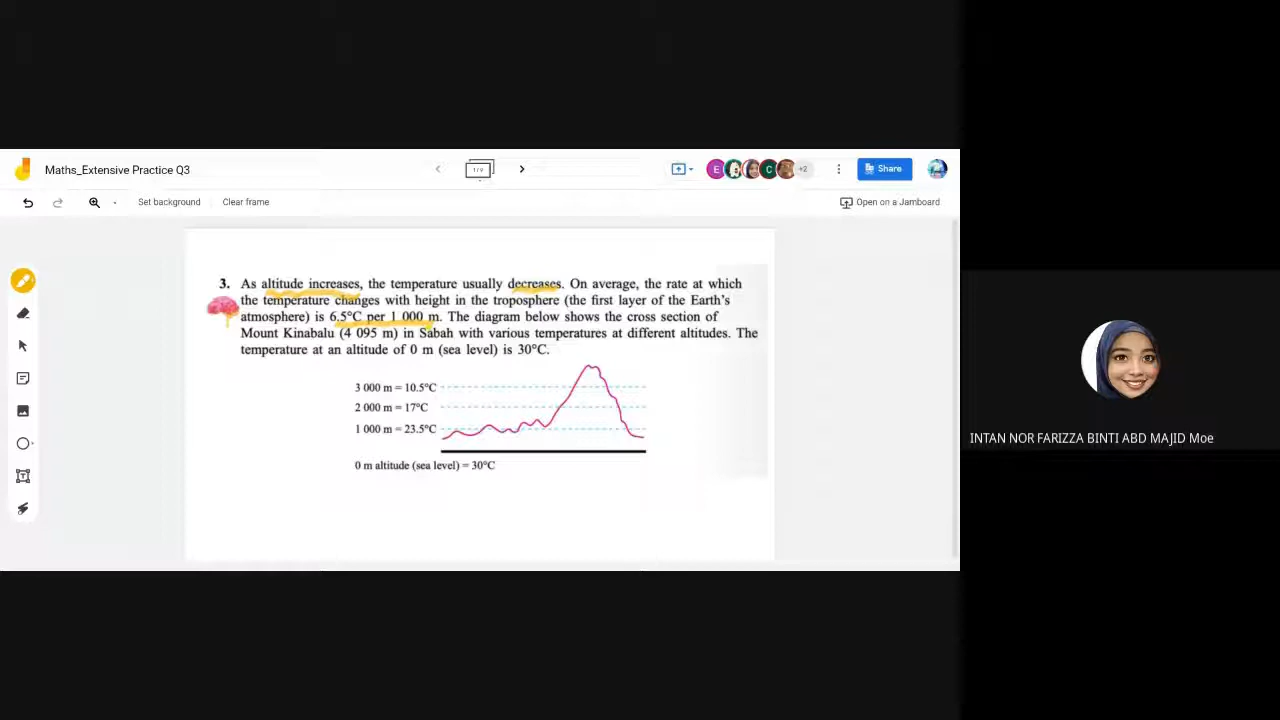 Maths_Extensive Practice Q3
1/9
E
C
+2
Share
Set background
Clear frame
Open on a Jamboard
3. As altitude increases, the temperature usually decreases. On average, the rate at which
the temperature changes with height in the troposphere (the first layer of the Earth's
atmosphere) is 6.5°C per 1 000 m. The diagram below shows the cross section of
Mount Kinabalu (4 095 m) in Sabah with various temperatures at different altitudes. The
temperature at an altitude of 0 m (sea level) is 30°C.
3 000 m = 10.5°C
2 000 m = 17°C
1 000 m = 23.5°C
0 m altitude (sea level) = 30°C
INTAN NOR FARIZZA BINTI ABD MAJID Moe